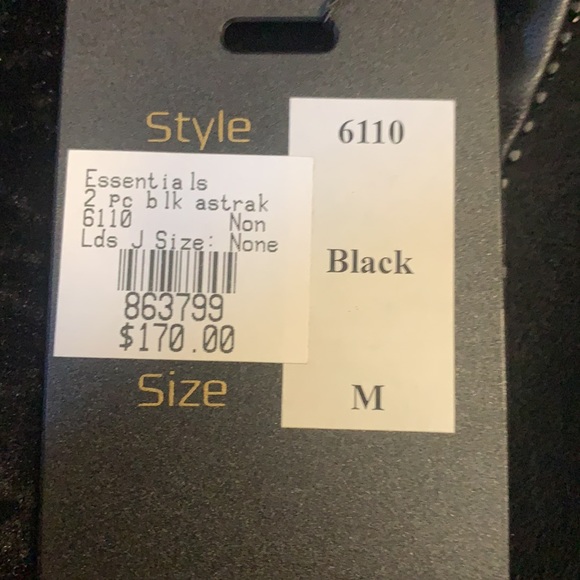 Style
6110
Essentials
2 Pc blk astrak
6110 Non
Lds J Size: None
863799
$170.00
Black
Size
M